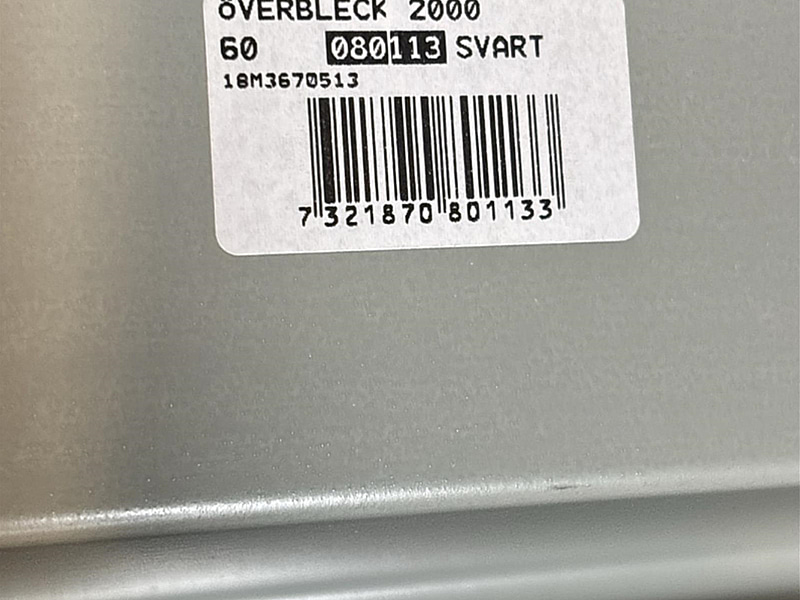 ÖVERBLECK 2000
60 080113 SVART
18M3670513
7 321870 801133